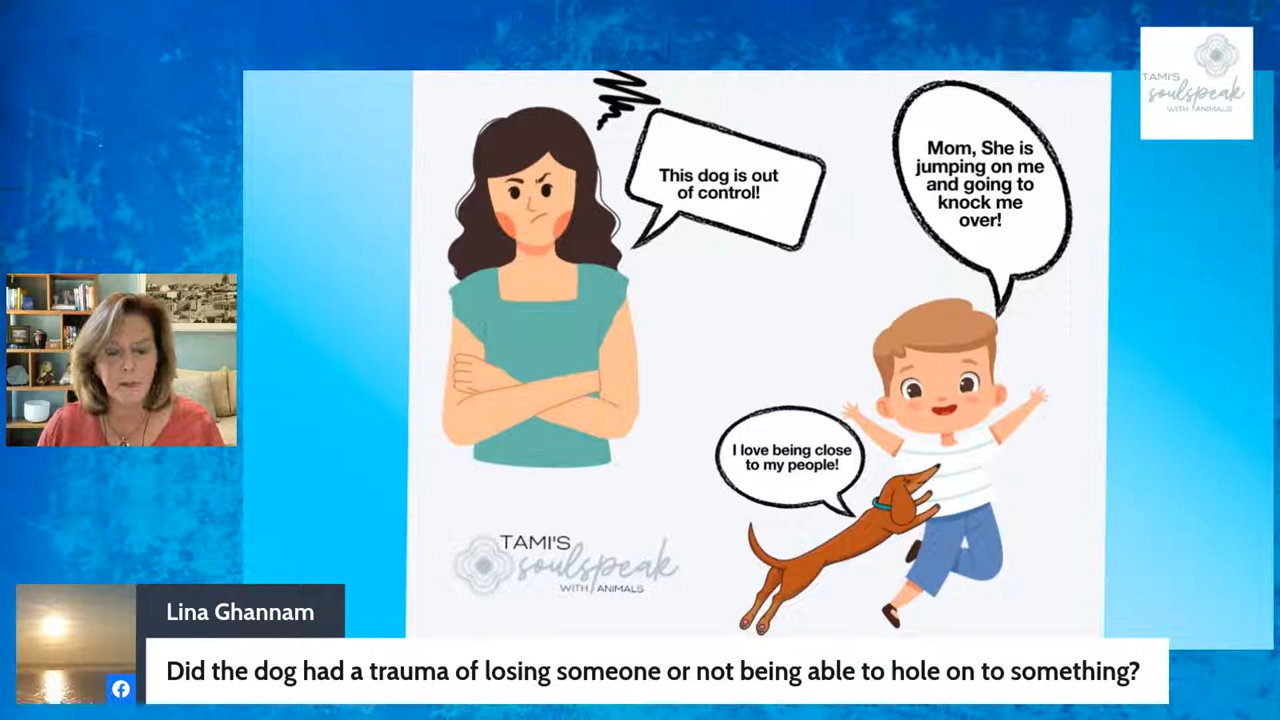 TAMI'S
soulspeak
WITH ANIMALS
This dog is out
of control!
Mom, She is
jumping on me
and going to
knock me
over!
I love being close
to my people!
TAMI'S
soulspeak
WITH ANIMALS
Lina Ghannam
Did the dog had a trauma of losing someone or not being able to hole on to something?